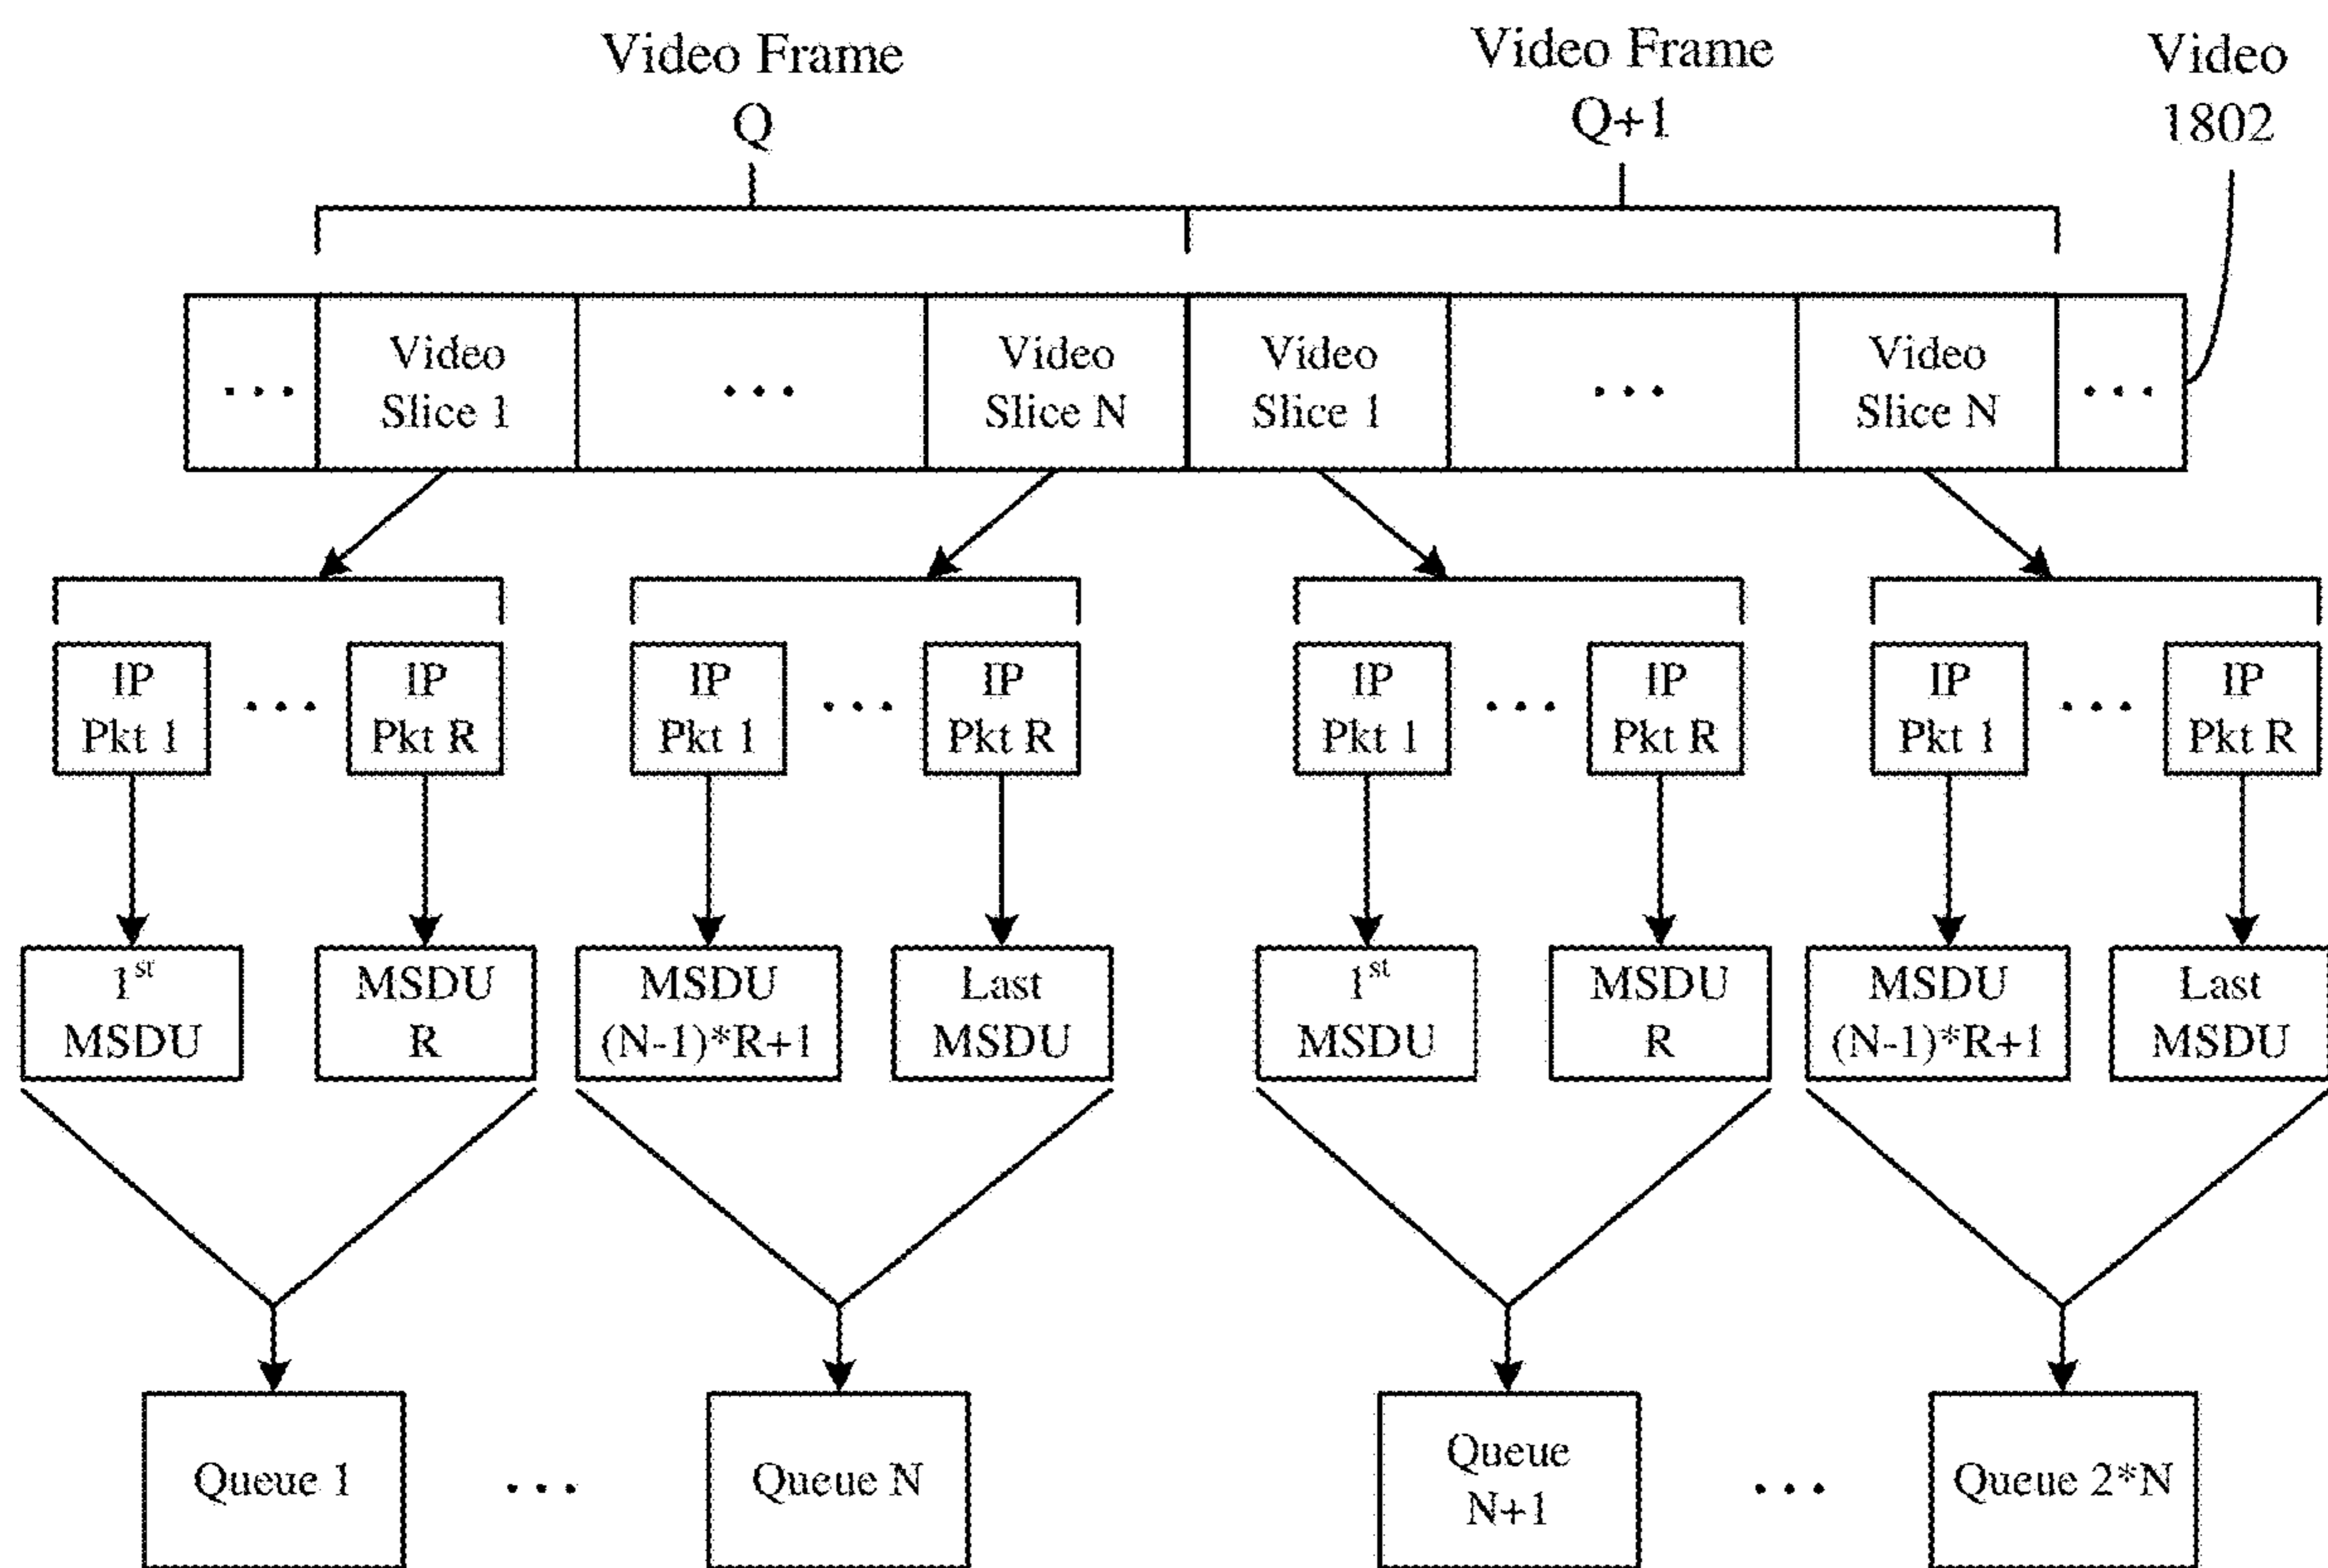 Video Frame
Q
Video Frame
Q+1
Video
1802
...
Video
Slice 1
...
Video
Slice N
Video
Slice 1
...
Video
Slice N
...
IP
Pkt 1
...
IP
Pkt R
IP
Pkt 1
...
IP
Pkt R
IP
Pkt 1
...
IP
Pkt R
IP
Pkt 1
...
IP
Pkt R
1st
MSDU
MSDU
R
MSDU
(N-1)*R+1
Last
MSDU
1st
MSDU
MSDU
R
MSDU
(N-1)*R+1
Last
MSDU
Queue 1
...
Queue N
Queue
N+1
...
Queue 2*N